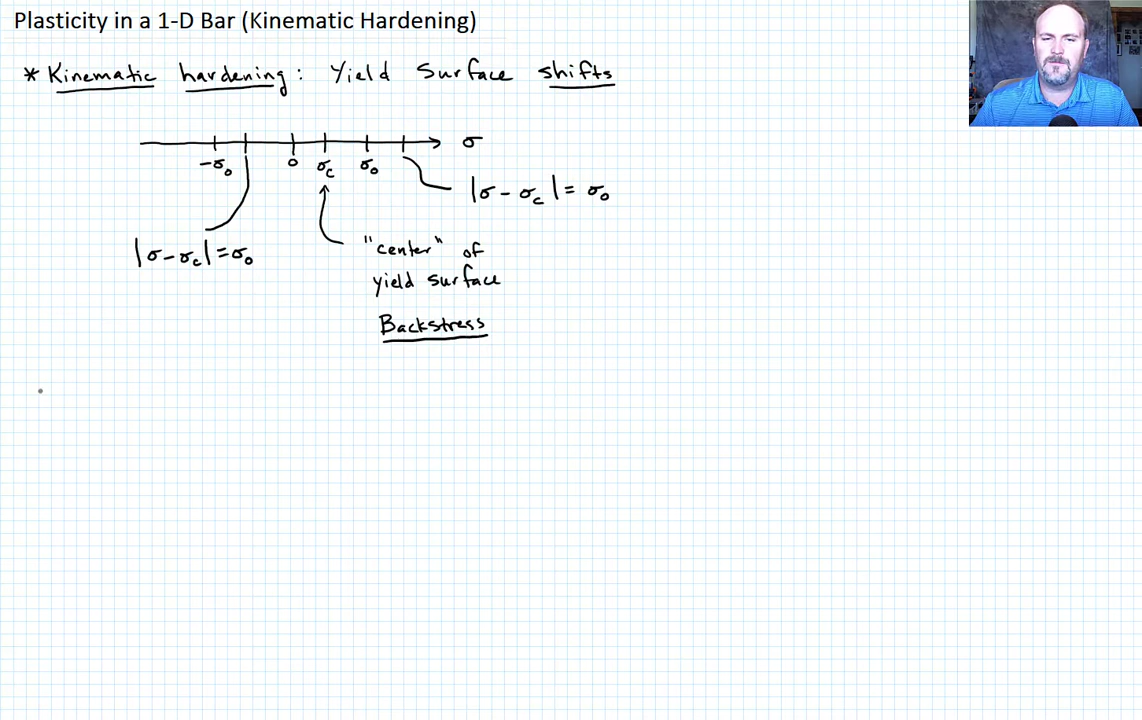 Plasticity in a 1-D Bar (Kinematic Hardening)
* Kinematic hardening: Yield Surface shifts
-σ₀ 0 σc σ₀ σ
|σ - σc| = σ₀
|σ - σc| = σ₀
"center" of
yield surface
Backstress